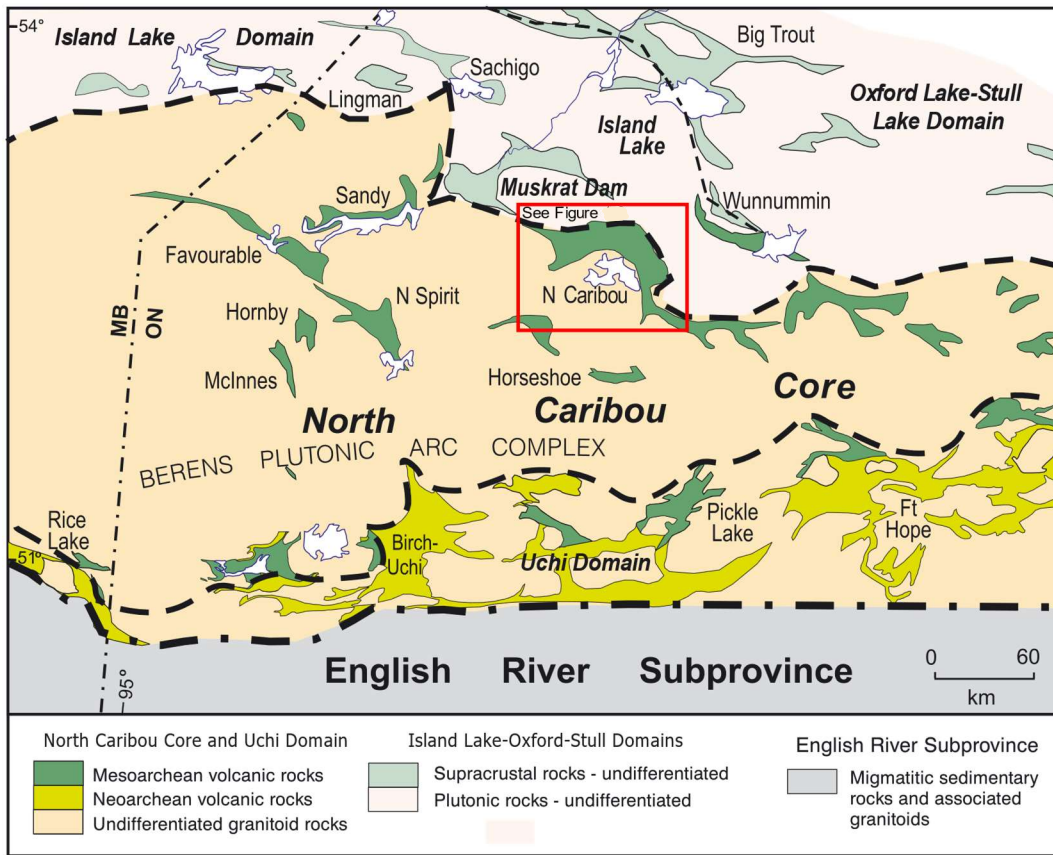 54°
Island Lake Domain
Big Trout
Sachigo
Lingman
Oxford Lake-Stull
Lake Domain
Island
Lake
Muskrat Dam
Sandy
Wunnummin
See Figure
Favourable
N Spirit
N Caribou
MB
ON
Hornby
McInnes
Horseshoe
North Caribou Core
BERENS PLUTONIC ARC COMPLEX
Rice
Lake
51°
Birch-
Uchi
Uchi Domain
Pickle
Lake
Ft
Hope
English River Subprovince
0 60
km
95°
North Caribou Core and Uchi Domain
Mesoarchean volcanic rocks
Neoarchean volcanic rocks
Undifferentiated granitoid rocks
Island Lake-Oxford-Stull Domains
Supracrustal rocks - undifferentiated
Plutonic rocks - undifferentiated
English River Subprovince
Migmatitic sedimentary
rocks and associated
granitoids